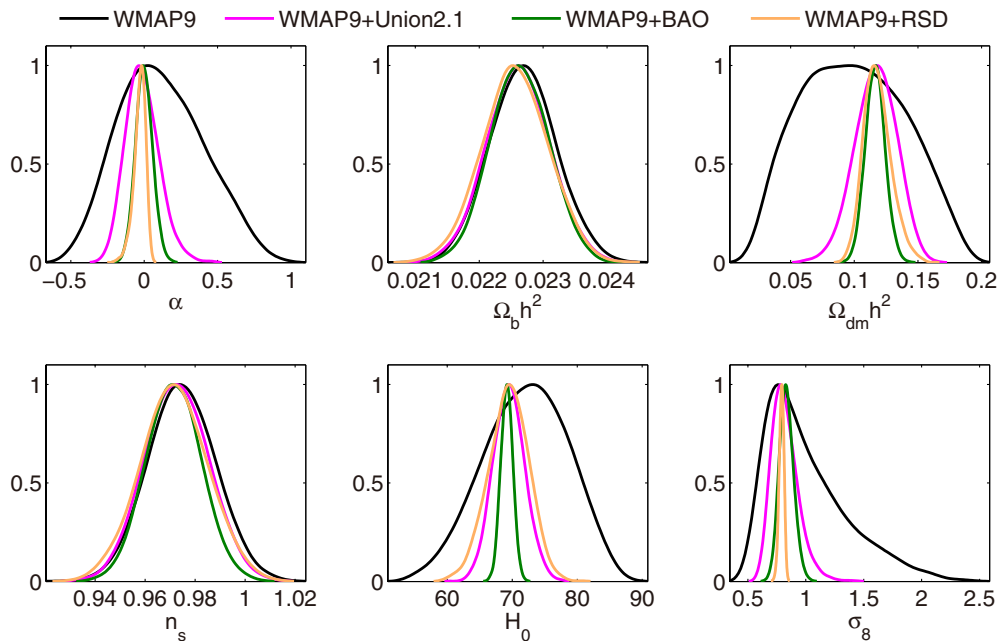 WMAP9 WMAP9+Union2.1 WMAP9+BAO WMAP9+RSD
1
0.5
0
−0.5 0 0.5 1
α
1
0.5
0
0.021 0.022 0.023 0.024
Ω_b h^2
1
0.5
0
0.05 0.1 0.15 0.2
Ω_dm h^2
1
0.5
0
0.94 0.96 0.98 1 1.02
n_s
1
0.5
0
60 70 80 90
H_0
1
0.5
0
0.5 1 1.5 2 2.5
σ_8